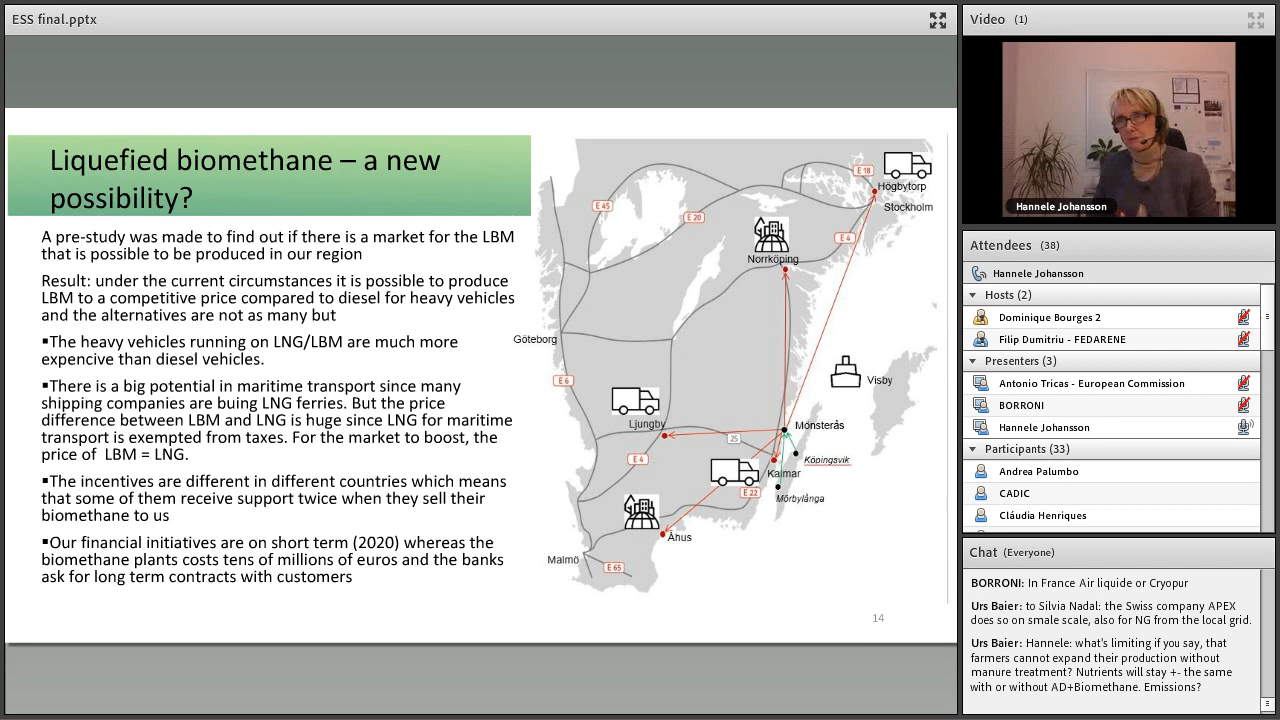 ESS final.pptx
Liquefied biomethane – a new
possibility?
A pre-study was made to find out if there is a market for the LBM
that is possible to be produced in our region
Result: under the current circumstances it is possible to produce
LBM to a competitive price compared to diesel for heavy vehicles
and the alternatives are not as many but
▪The heavy vehicles running on LNG/LBM are much more
expencive than diesel vehicles.
▪There is a big potential in maritime transport since many
shipping companies are buing LNG ferries. But the price
difference between LBM and LNG is huge since LNG for maritime
transport is exempted from taxes. For the market to boost, the
price of LBM = LNG.
▪The incentives are different in different countries which means
that some of them receive support twice when they sell their
biomethane to us
▪Our financial initiatives are on short term (2020) whereas the
biomethane plants costs tens of millions of euros and the banks
ask for long term contracts with customers
E 18
Högbytorp
Stockholm
E 45
E 20
E 4
Norrköping
Göteborg
E 6
Visby
Ljungby
Mönsterås
25
E 4
Köpingsvik
Kalmar
E 22
Mörbylånga
Åhus
Malmö
E 65
14
Video (1)
Hannele Johansson
Attendees (38)
Hannele Johansson
Hosts (2)
Dominique Bourges 2
Filip Dumitriu - FEDARENE
Presenters (3)
Antonio Tricas - European Commission
BORRONI
Hannele Johansson
Participants (33)
Andrea Palumbo
CADIC
Cláudia Henriques
Chat (Everyone)
BORRONI: In France Air liquide or Cryopur
Urs Baier: to Silvia Nadal: the Swiss company APEX
does so on smale scale, also for NG from the local grid.
Urs Baier: Hannele: what's limiting if you say, that
farmers cannot expand their production without
manure treatment? Nutrients will stay +- the same
with or without AD+Biomethane. Emissions?